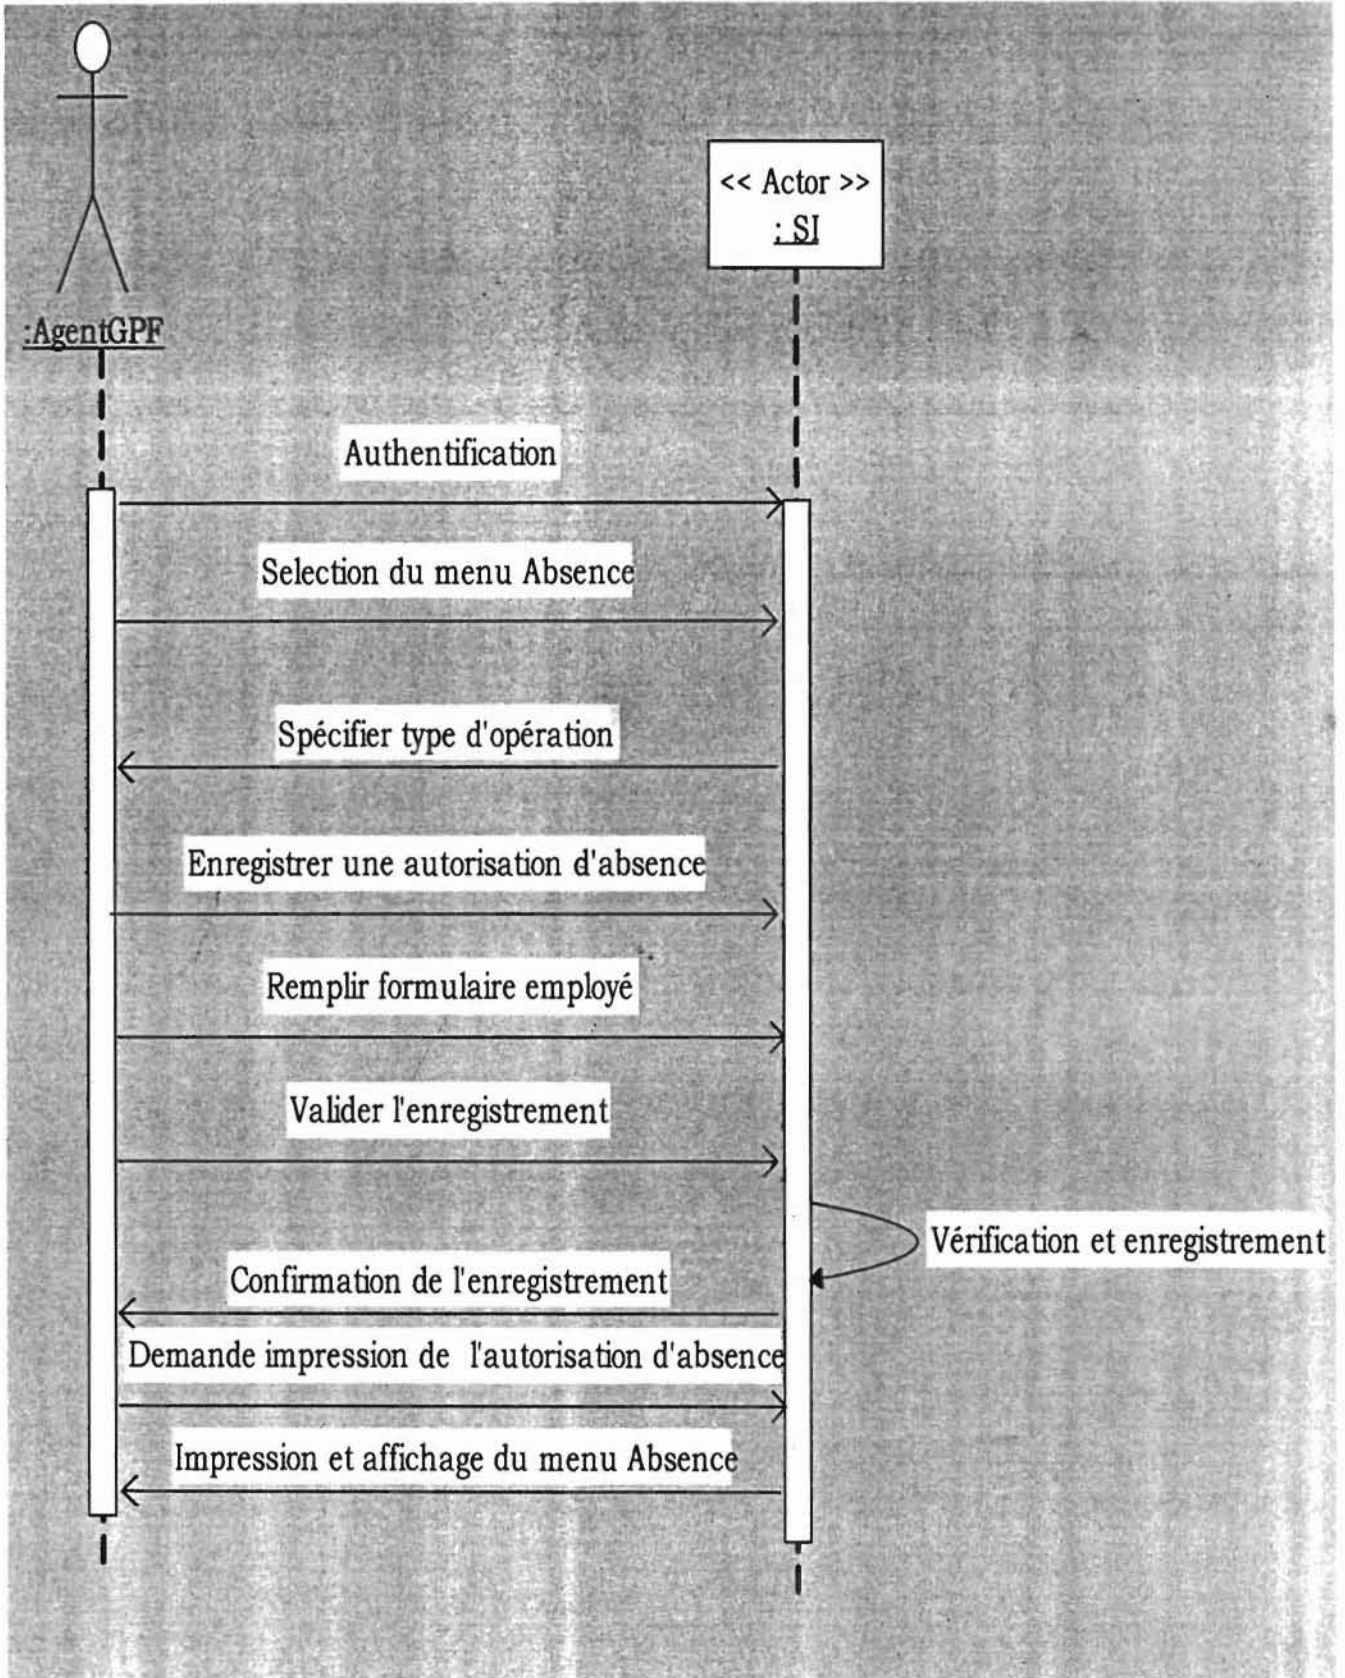 << Actor >>
: SI
:AgentGPF
Authentification
Selection du menu Absence
Spécifier type d'opération
Enregistrer une autorisation d'absence
Remplir formulaire employé
Valider l'enregistrement
Vérification et enregistrement
Confirmation de l'enregistrement
Demande impression de l'autorisation d'absence
Impression et affichage du menu Absence